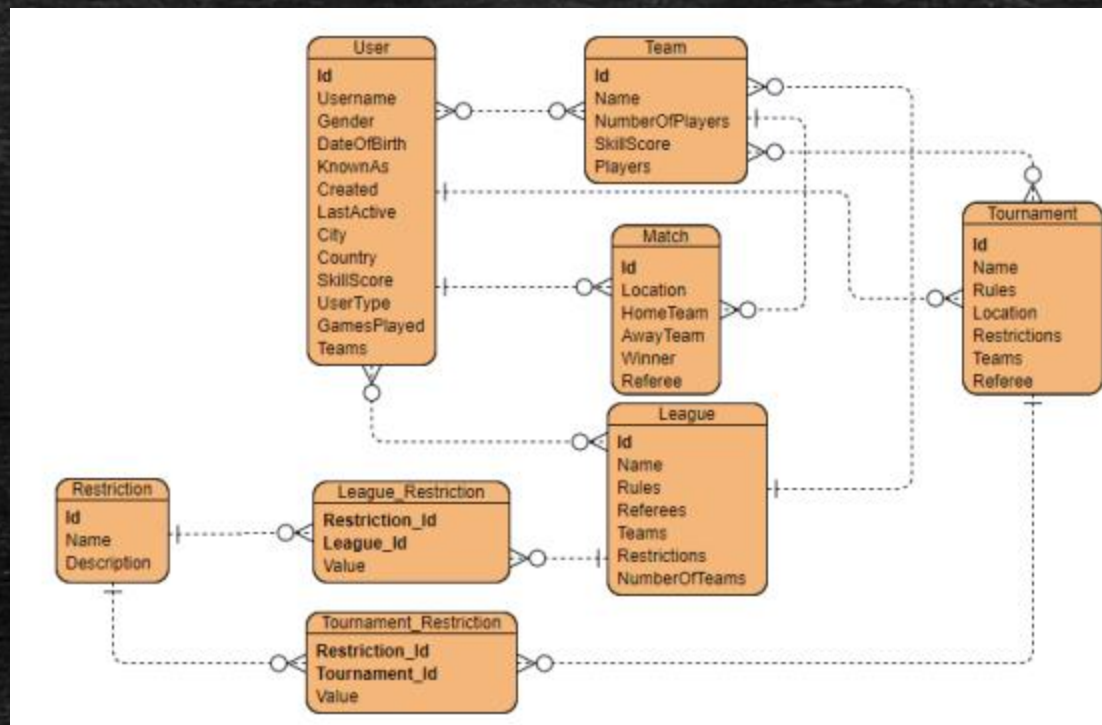 User
Id
Username
Gender
DateOfBirth
KnownAs
Created
LastActive
City
Country
SkillScore
UserType
GamesPlayed
Teams
Team
Id
Name
NumberOfPlayers
SkillScore
Players
Match
Id
Location
HomeTeam
AwayTeam
Winner
Referee
Tournament
Id
Name
Rules
Location
Restrictions
Teams
Referee
League
Id
Name
Rules
Referees
Teams
Restrictions
NumberOfTeams
Restriction
Id
Name
Description
League_Restriction
Restriction_Id
League_Id
Value
Tournament_Restriction
Restriction_Id
Tournament_Id
Value